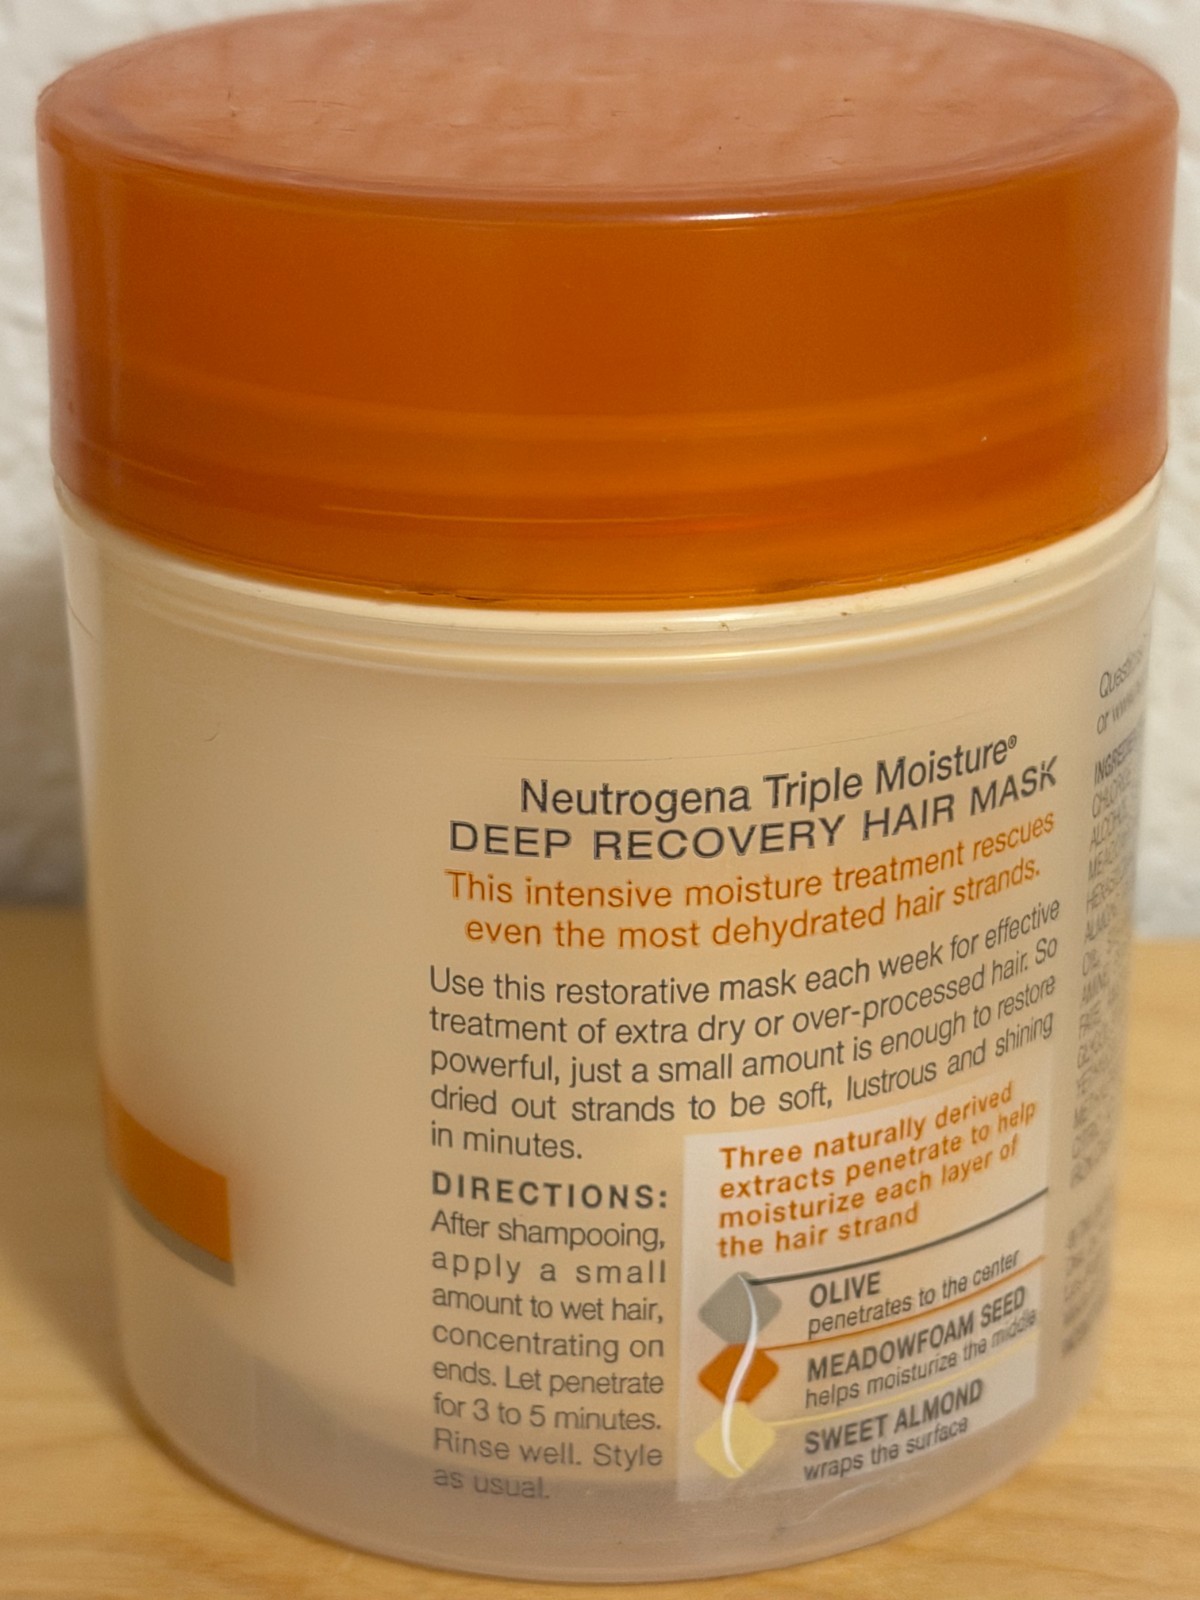 Neutrogena Triple Moisture®
DEEP RECOVERY HAIR MASK
This intensive moisture treatment rescues
even the most dehydrated hair strands.
Use this restorative mask each week for effective
treatment of extra dry or over-processed hair. So
powerful, just a small amount is enough to restore
dried out strands to be soft, lustrous and shining
in minutes.
DIRECTIONS:
After shampooing,
apply a small
amount to wet hair,
concentrating on
ends. Let penetrate
for 3 to 5 minutes.
Rinse well. Style
as usual.
Three naturally derived
extracts penetrate to help
moisturize each layer of
the hair strand
OLIVE
penetrates to the center
MEADOWFOAM SEED
helps moisturize the middle
SWEET ALMOND
wraps the surface
or
OIL,